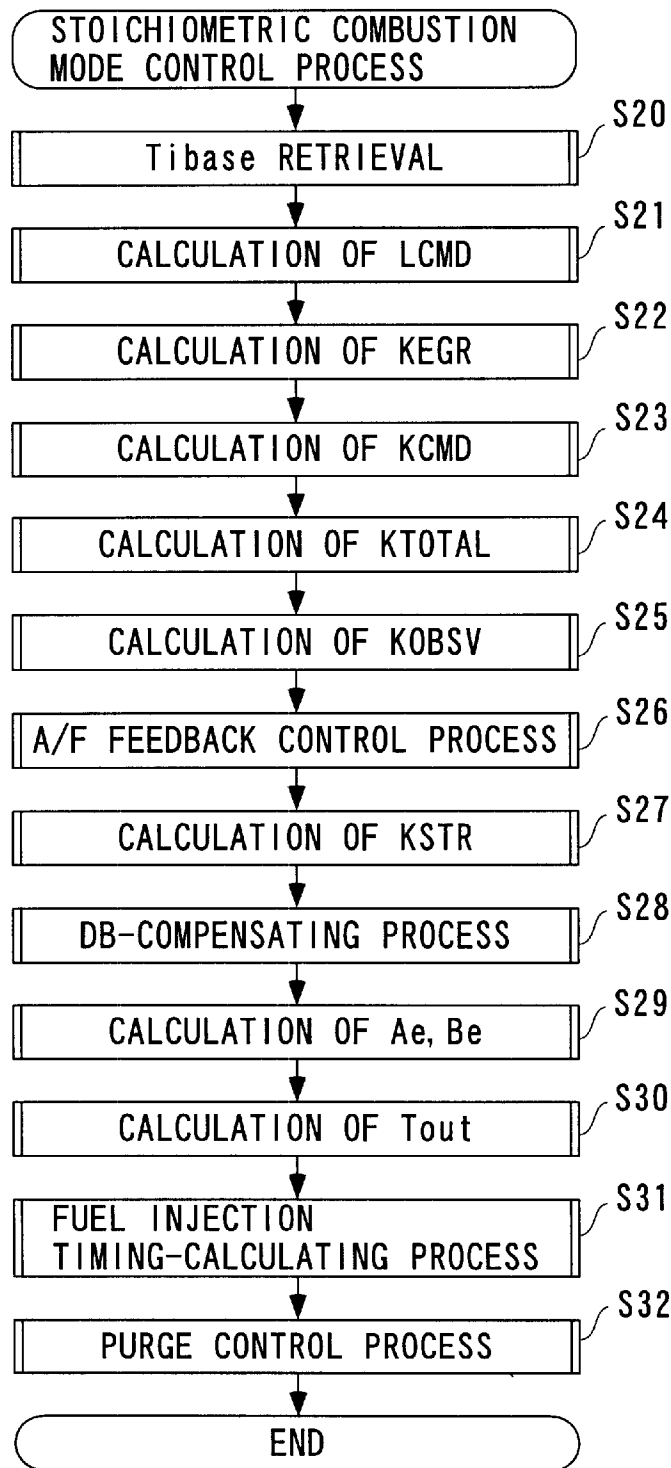 STOICHIOMETRIC COMBUSTION
MODE CONTROL PROCESS
S20
Tibase RETRIEVAL
S21
CALCULATION OF LCMD
S22
CALCULATION OF KEGR
S23
CALCULATION OF KCMD
S24
CALCULATION OF KTOTAL
S25
CALCULATION OF KOBSV
S26
A/F FEEDBACK CONTROL PROCESS
S27
CALCULATION OF KSTR
S28
DB-COMPENSATING PROCESS
S29
CALCULATION OF Ae, Be
S30
CALCULATION OF Tout
S31
FUEL INJECTION
TIMING-CALCULATING PROCESS
S32
PURGE CONTROL PROCESS
END